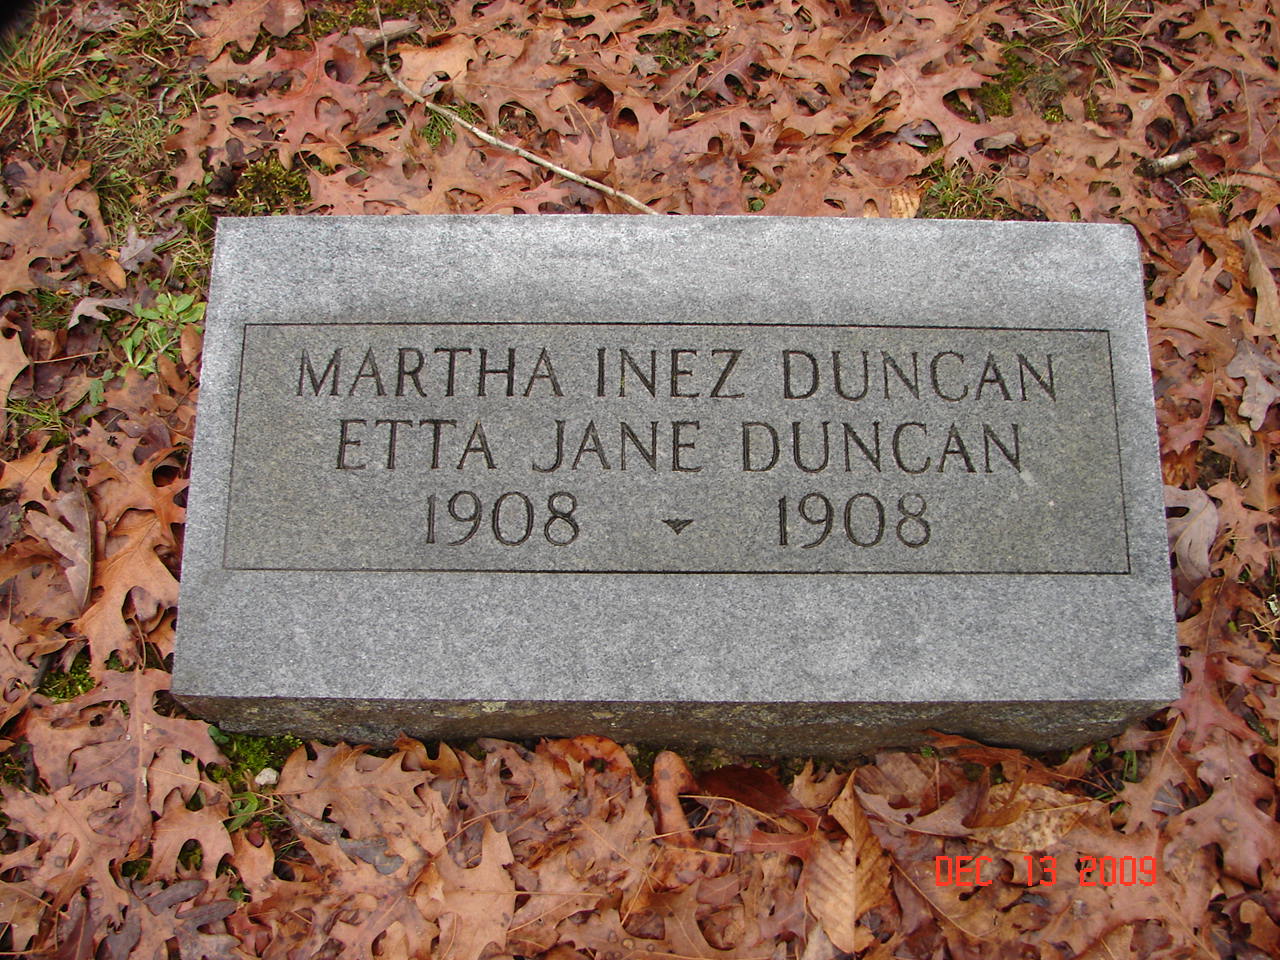 MARTHA INEZ DUNCAN
ETTA JANE DUNCAN
1908 1908
DEC 13 2009